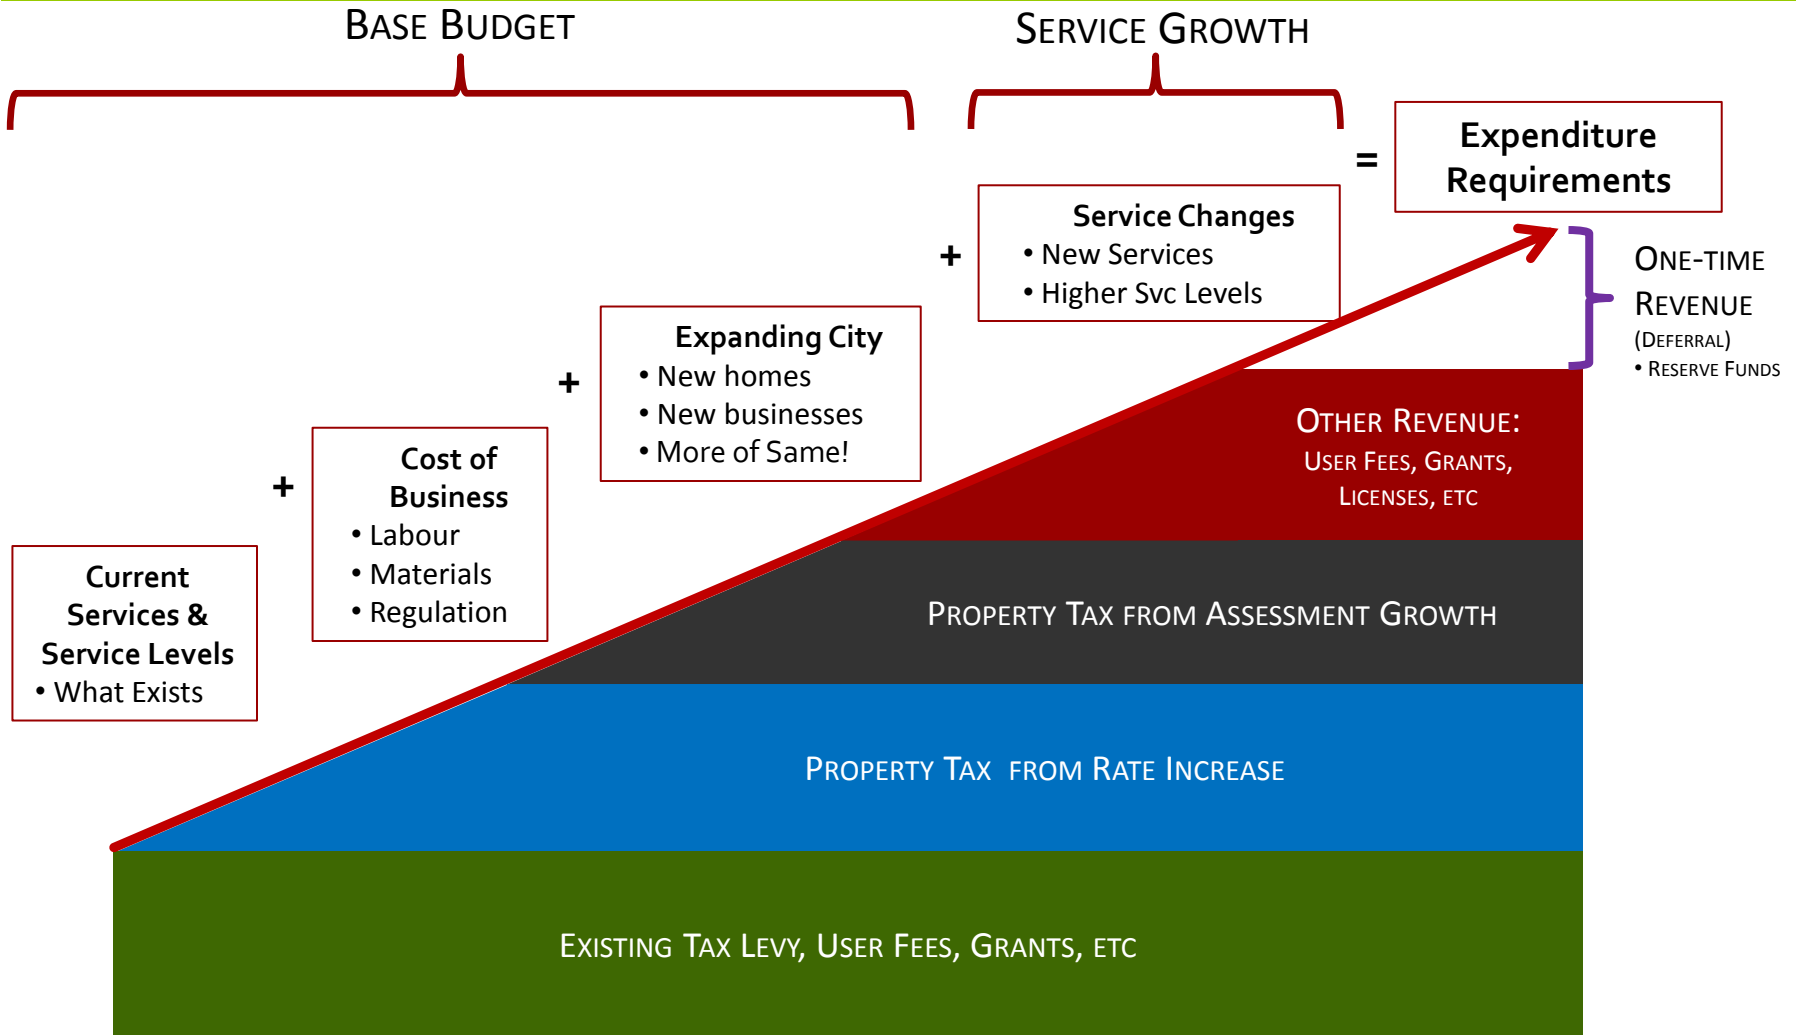 BASE BUDGET
SERVICE GROWTH
Current
Services &
Service Levels
• What Exists
+
Cost of
Business
• Labour
• Materials
• Regulation
+
Expanding City
• New homes
• New businesses
• More of Same!
+
Service Changes
• New Services
• Higher Svc Levels
=
Expenditure
Requirements
ONE-TIME
REVENUE
(DEFERRAL)
• RESERVE FUNDS
OTHER REVENUE:
USER FEES, GRANTS,
LICENSES, ETC
PROPERTY TAX FROM ASSESSMENT GROWTH
PROPERTY TAX FROM RATE INCREASE
EXISTING TAX LEVY, USER FEES, GRANTS, ETC